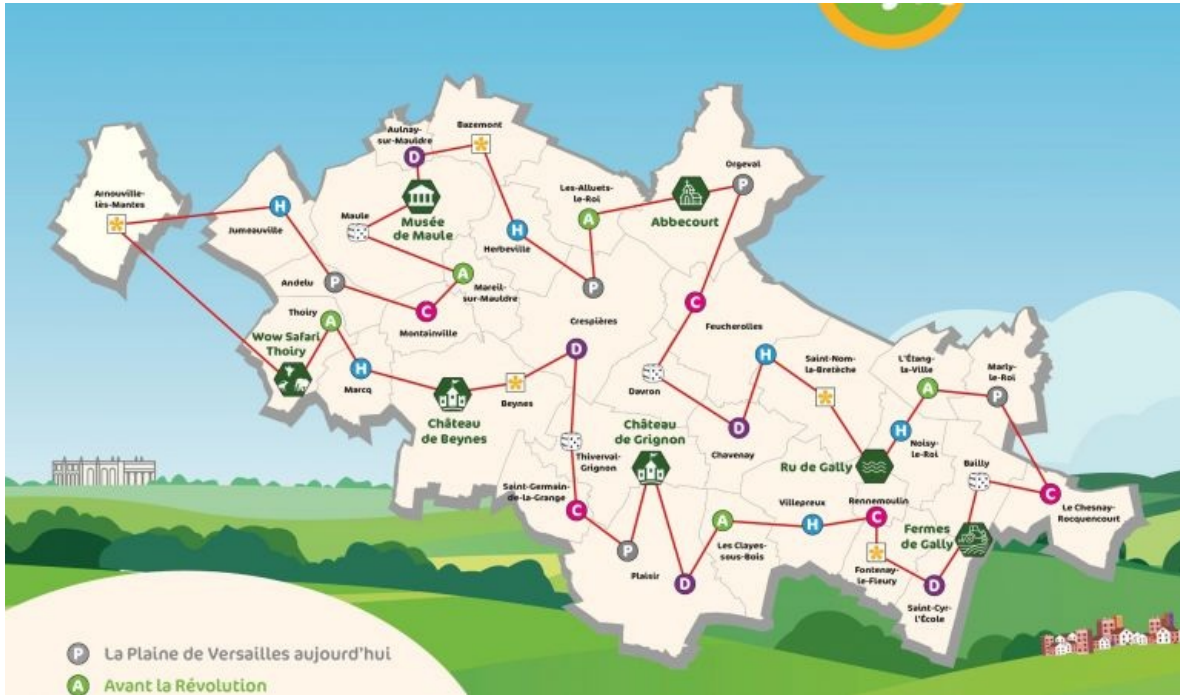 Aulnay-
sur-Mauldre
Bazemont
D
Orgeval
P
Arnouville-
lès-Mantes
H
Jumeauville
Maule
Musée
de Maule
H
Herbeville
Les-Alluets-
le-Roi
A
Abbecourt
Andelu
P
A
Mareil-
sur-Mauldre
P
C
Montainville
Crespières
C
Feucherolles
Thoiry
A
Wow Safari
Thoiry
H
Marcq
D
Château
de Beynes
Beynes
Davron
H
Saint-Nom-
la-Bretèche
L'Étang-
la-Ville
A
Marly-
le-Roi
P
Château
de Grignon
D
Chavenay
H
Noisy-
le-Roi
Thiverval-
Grignon
Ru de Gally
Bailly
Saint-Germain-
de-la-Grange
C
Villepreux
H
Rennemoulin
C
C
Le Chesnay-
Rocquencourt
A
Les Clayes-
sous-Bois
Fermes
de Gally
P
Plaisir
D
Fontenay-
le-Fleury
D
Saint-Cyr-
l'École
P La Plaine de Versailles aujourd'hui
A Avant la Révolution